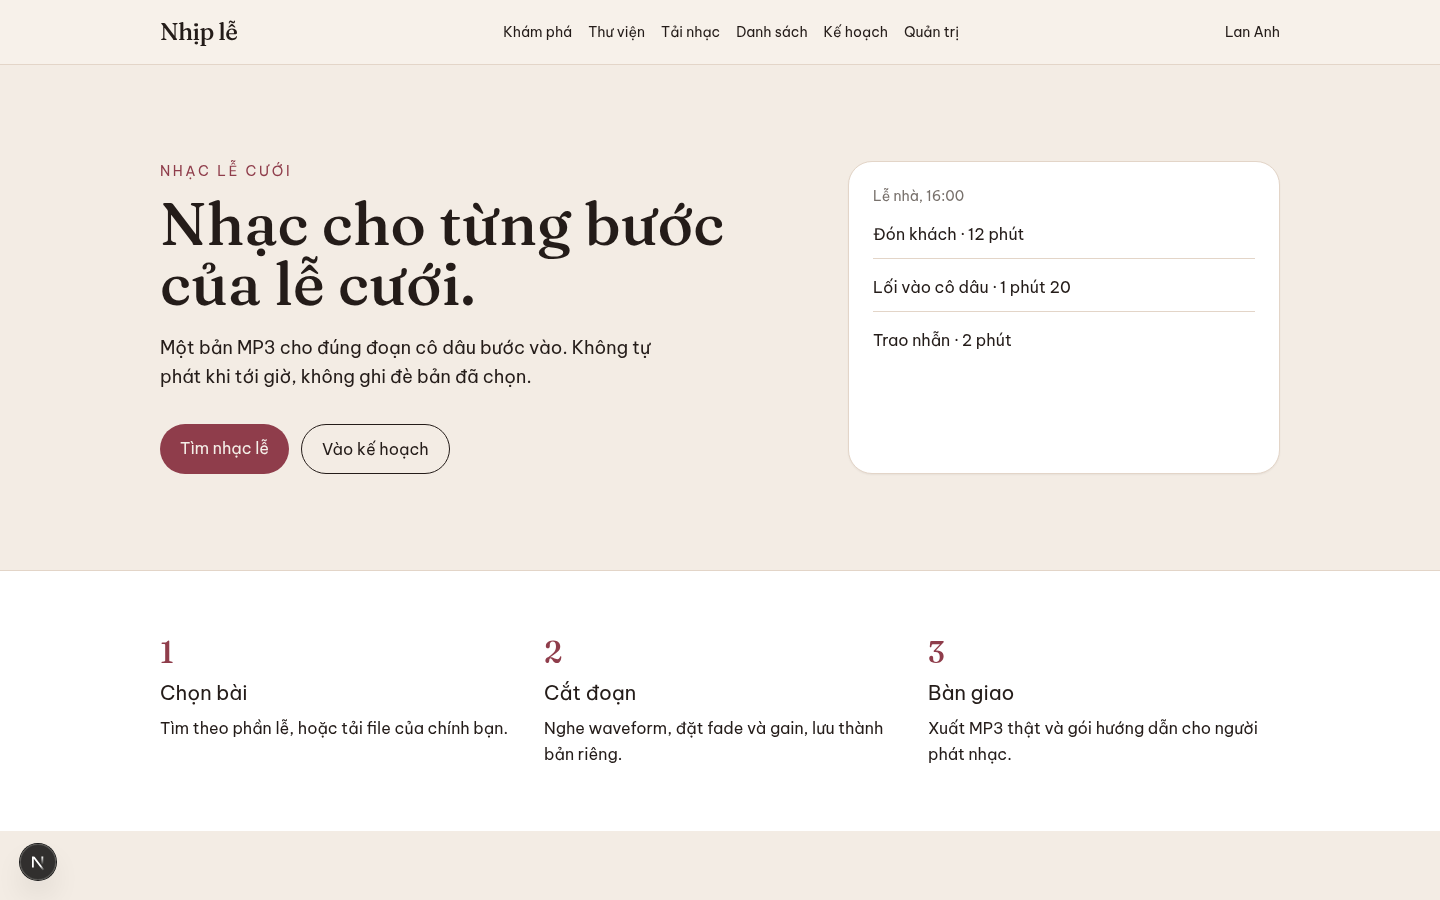 Nhịp lễ
Khám phá Thư viện Tải nhạc Danh sách Kế hoạch Quản trị
Lan Anh
NHẠC LỄ CƯỚI
Nhạc cho từng bước
của lễ cưới.
Một bản MP3 cho đúng đoạn cô dâu bước vào. Không tự
phát khi tới giờ, không ghi đè bản đã chọn.
Tìm nhạc lễ
Vào kế hoạch
Lễ nhà, 16:00
Đón khách · 12 phút
Lối vào cô dâu · 1 phút 20
Trao nhẫn · 2 phút
1
Chọn bài
Tìm theo phần lễ, hoặc tải file của chính bạn.
2
Cắt đoạn
Nghe waveform, đặt fade và gain, lưu thành
bản riêng.
3
Bàn giao
Xuất MP3 thật và gói hướng dẫn cho người
phát nhạc.
N